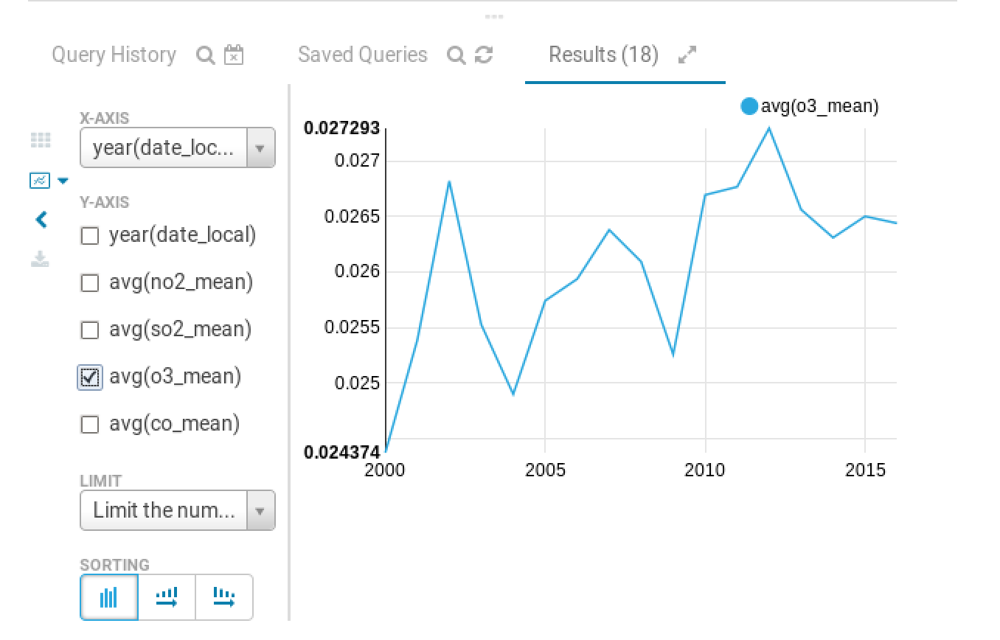 Query History
Saved Queries
Results (18)
X-AXIS
year(date_loc...
Y-AXIS
year(date_local)
avg(no2_mean)
avg(so2_mean)
avg(o3_mean)
avg(co_mean)
LIMIT
Limit the num...
SORTING
avg(o3_mean)
0.027293
0.027
0.0265
0.026
0.0255
0.025
0.024374
2000
2005
2010
2015